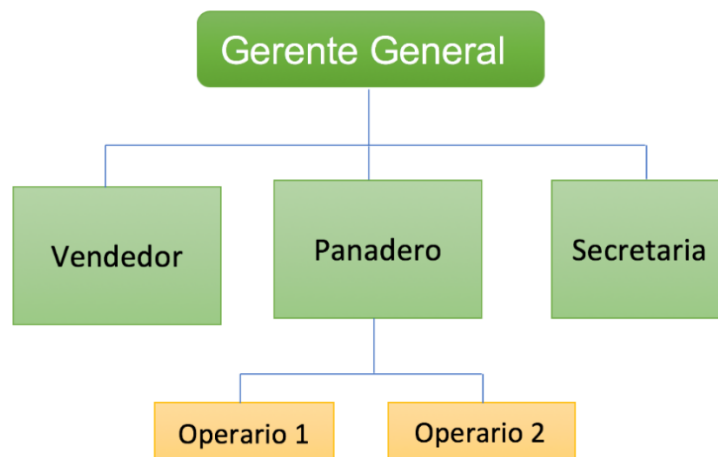 Gerente General
Vendedor
Panadero
Secretaria
Operario 1
Operario 2